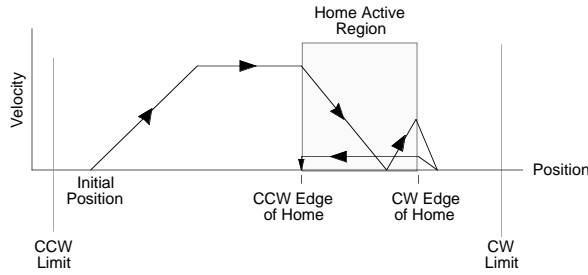 Home Active
Region
Velocity
Position
Initial
Position
CCW Edge
of Home
CW Edge
of Home
CCW
Limit
CW
Limit